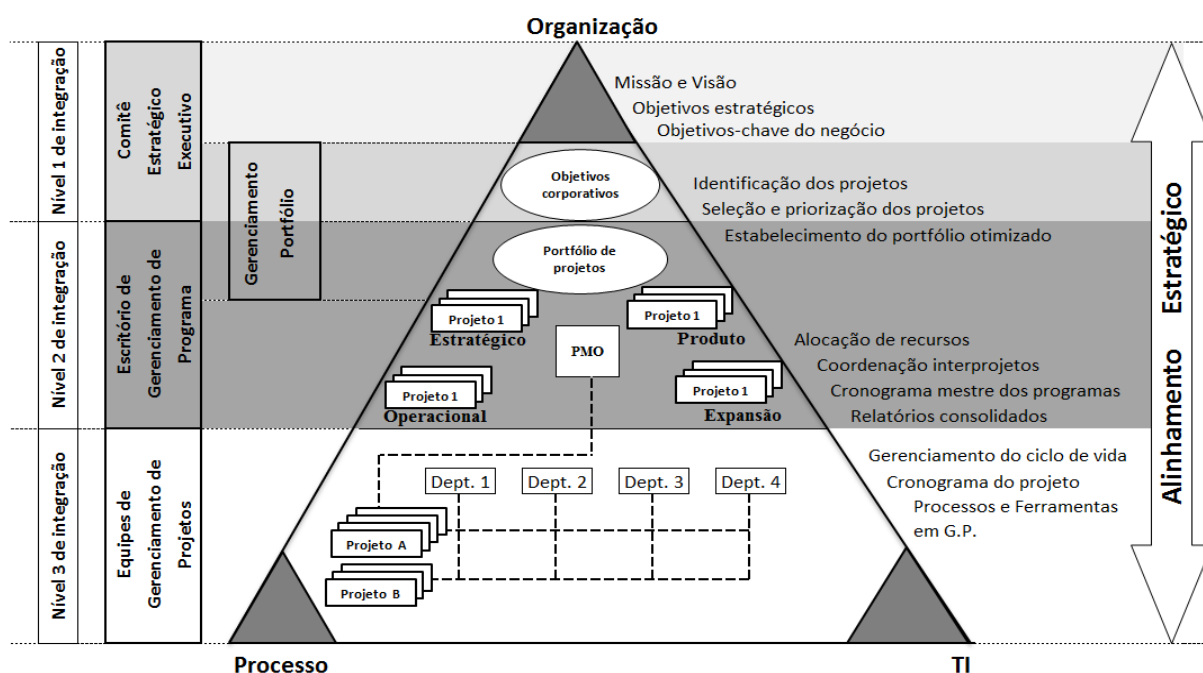 Organização
Nível 1 de integração
Comitê
Estratégico
Executivo
Missão e Visão
Objetivos estratégicos
Objetivos-chave do negócio
Gerenciamento
Portfólio
Objetivos
corporativos
Identificação dos projetos
Seleção e priorização dos projetos
Estabelecimento do portfólio otimizado
Nível 2 de integração
Escritório de
Gerenciamento de
Programa
Portfólio de
projetos
Projeto 1
Estratégico
Projeto 1
Produto
PMO
Projeto 1
Operacional
Projeto 1
Expansão
Alocação de recursos
Coordenação interprojetos
Cronograma mestre dos programas
Relatórios consolidados
Nível 3 de integração
Equipes de
Gerenciamento de
Projetos
Dept. 1
Dept. 2
Dept. 3
Dept. 4
Projeto A
Projeto B
Gerenciamento do ciclo de vida
Cronograma do projeto
Processos e Ferramentas
em G.P.
Alinhamento Estratégico
Processo
TI